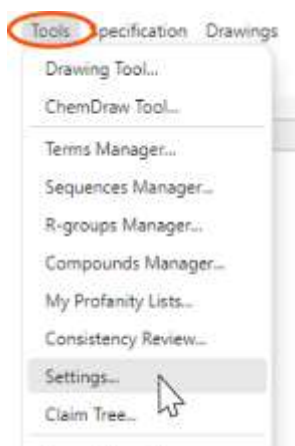 Tools Specification Drawings
Drawing Tool...
ChemDraw Tool...
Terms Manager...
Sequences Manager...
R-groups Manager...
Compounds Manager...
My Profanity Lists...
Consistency Review...
Settings...
Claim Tree...